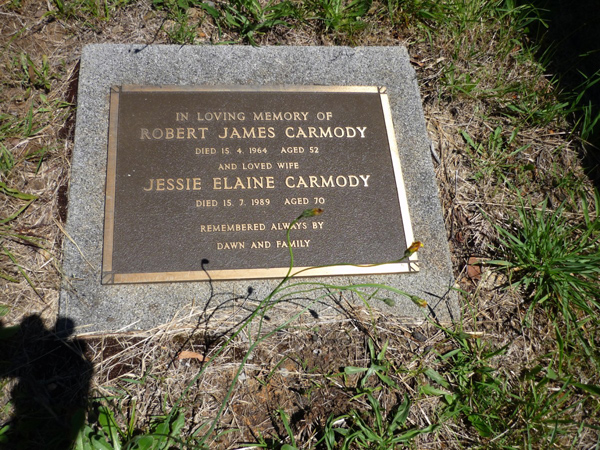 IN LOVING MEMORY OF
ROBERT JAMES CARMODY
DIED 15. 4. 1964 AGED 52
AND LOVED WIFE
JESSIE ELAINE CARMODY
DIED 15. 7. 1989 AGED 70
REMEMBERED ALWAYS BY
DAWN AND FAMILY